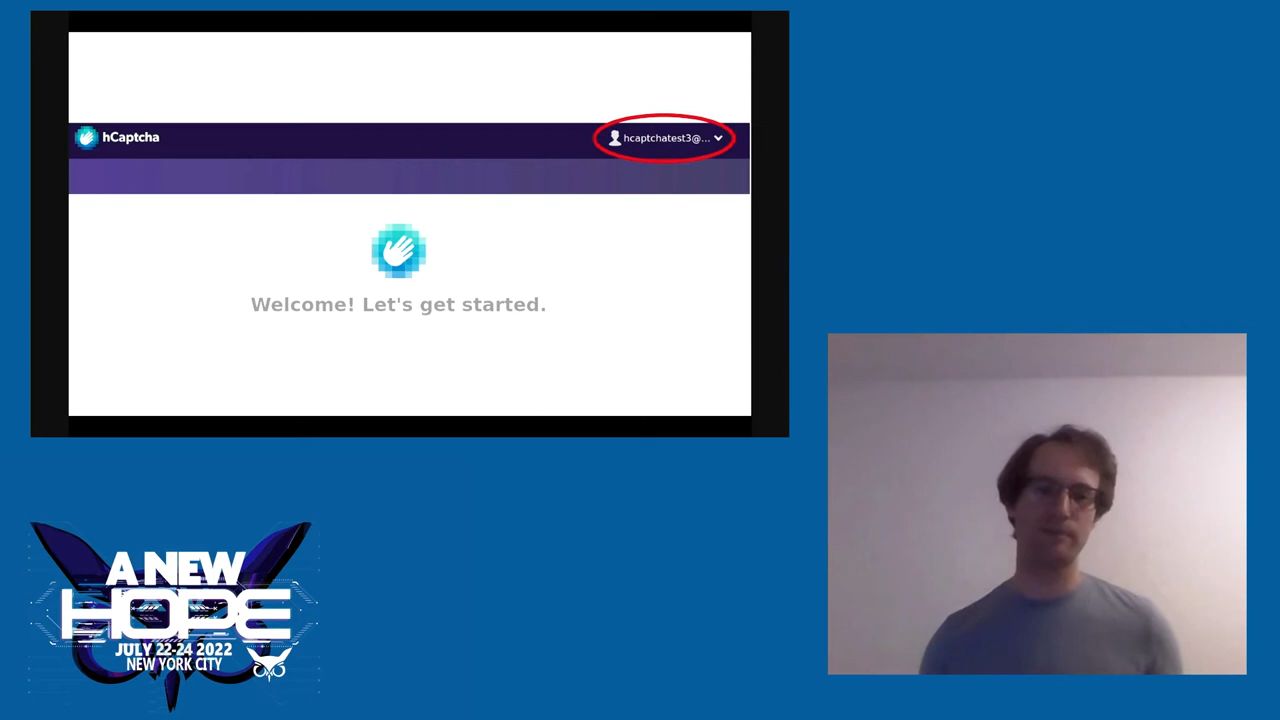 hCaptcha
hcaptchatest3@...
Welcome! Let's get started.
A NEW
HOPE
JULY 22-24 2022
NEW YORK CITY